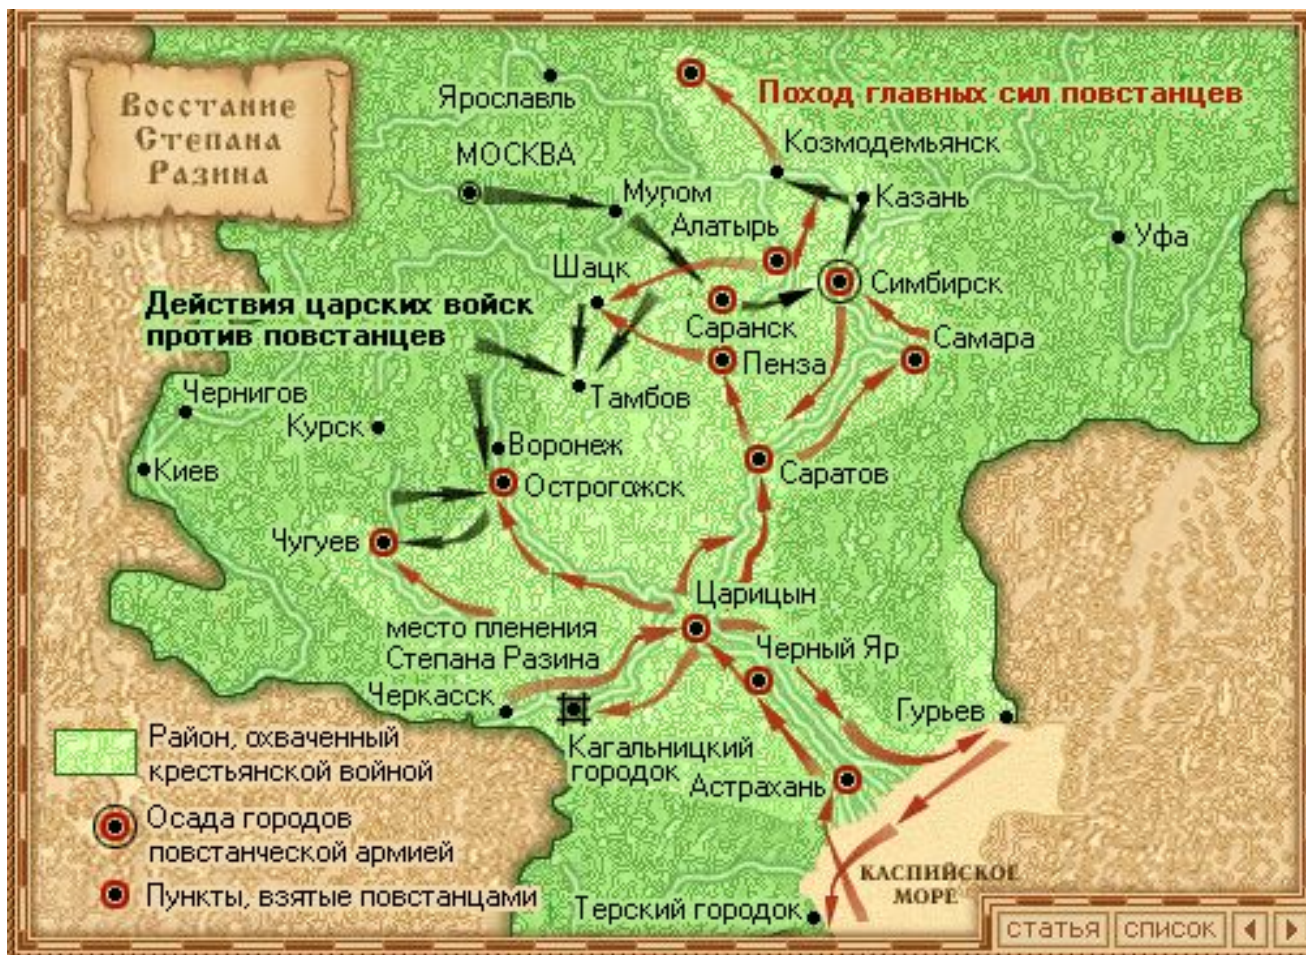 Восстание
Степана
Разина
Ярославль
Поход главных сил повстанцев
МОСКВА
Козмодемьянск
Муром
Казань
Алатырь
Уфа
Шацк
Симбирск
Действия царских войск
против повстанцев
Саранск
Самара
Пенза
Чернигов
Тамбов
Курск
Воронеж
Киев
Саратов
Острогожск
Чугуев
Царицын
место пленения
Степана Разина
Черный Яр
Черкасск
Гурьев
Район, охваченный
крестьянской войной
Кагальницкий
городок
Астрахань
Осада городов
повстанческой армией
Пункты, взятые повстанцами
КАСПИЙСКОЕ
МОРЕ
Терский городок
статья
список